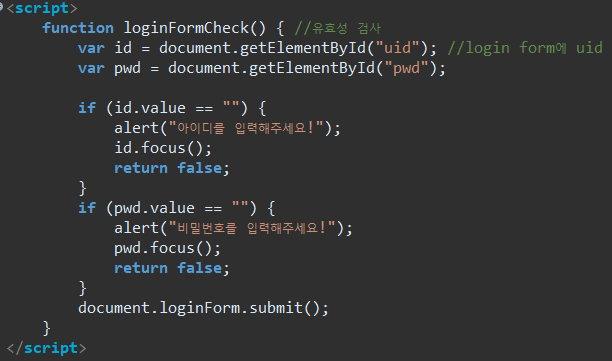 <script>
function loginFormCheck() { //유효성 검사
var id = document.getElementById("uid"); //login form에 uid
var pwd = document.getElementById("pwd");
if (id.value == "") {
alert("아이디를 입력해주세요!");
id.focus();
return false;
}
if (pwd.value == "") {
alert("비밀번호를 입력해주세요!");
pwd.focus();
return false;
}
document.loginForm.submit();
}
</script>